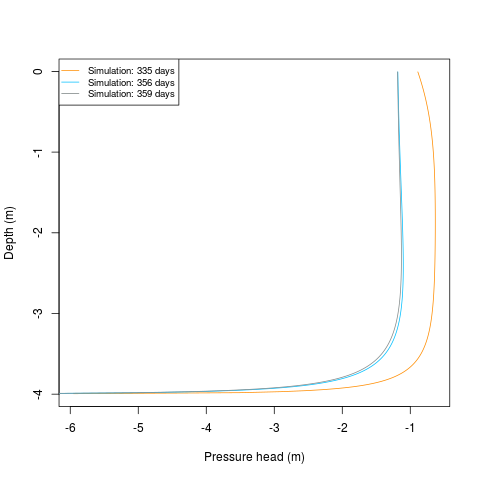 Simulation: 335 days
Simulation: 356 days
Simulation: 359 days
0
-1
-2
-3
-4
Depth (m)
-6 -5 -4 -3 -2 -1
Pressure head (m)